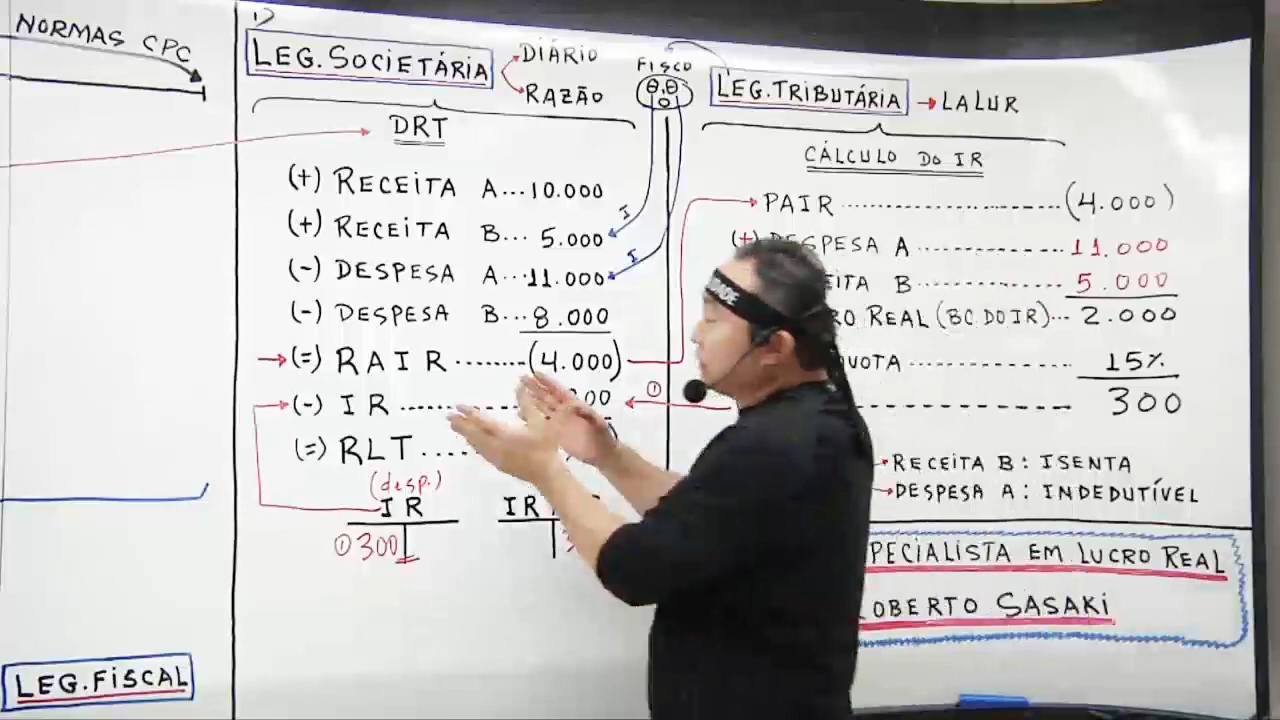 NORMAS CPC
LEG.FISCAL
1)
LEG.SOCIETÁRIA
DIÁRIO
RAZÃO
DRT
(+) RECEITA A...10.000
(+) RECEITA B... 5.000
(-) DESPESA A...11.000
(-) DESPESA B...8.000
(=) RAIR........(4.000)
(-) IR
(=) RLT....
(desp.)
IR
① 300
IR
FISCO
I
I
LEG.TRIBUTÁRIA → LALUR
CÁLCULO DO IR
PAIR ........................(4.000)
(+) DESPESA A ................. 11.000
B ................. 5.000
REAL (BC.DO IR)... 2.000
15%
①
300
RECEITA B: ISENTA
DESPESA A: INDEDUTÍVEL
EM LUCRO REAL
SASAKI